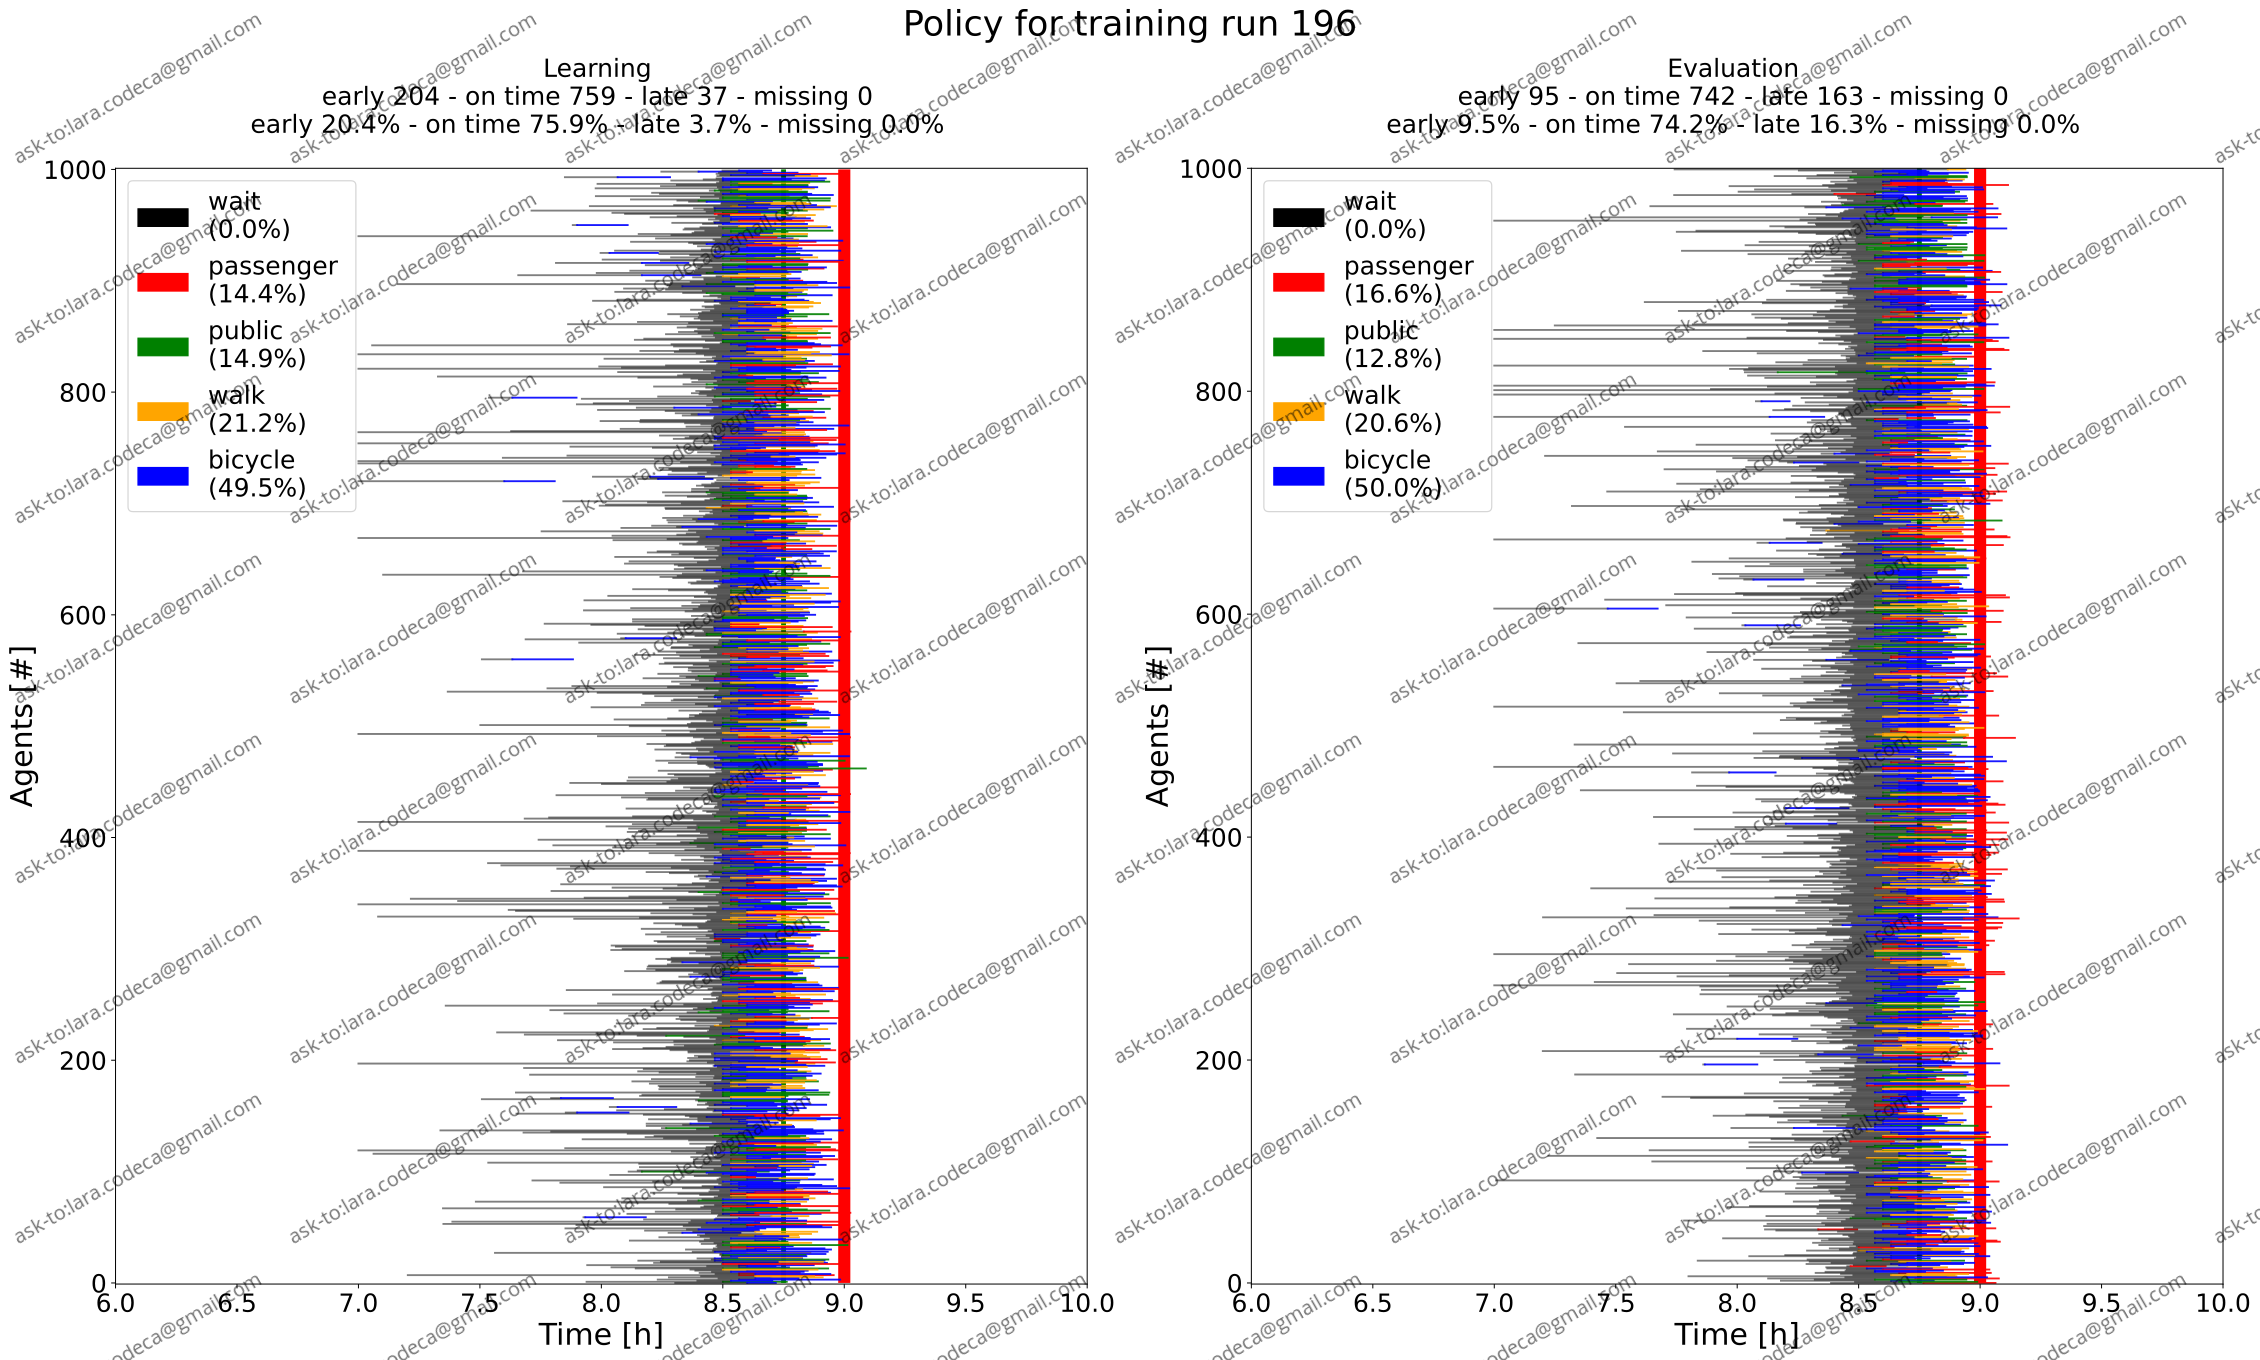 Policy for training run 196
Learning
early 204 - on time 759 - late 37 - missing 0
early 20.4% - on time 75.9% - late 3.7% - missing 0.0%
1000
800
600
400
200
0
Agents [#]
wait
(0.0%)
passenger
(14.4%)
public
(14.9%)
walk
(21.2%)
bicycle
(49.5%)
6.0 6.5 7.0 7.5 8.0 8.5 9.0 9.5 10.0
Time [h]
Evaluation
early 95 - on time 742 - late 163 - missing 0
early 9.5% - on time 74.2% - late 16.3% - missing 0.0%
1000
800
600
400
200
0
Agents [#]
wait
(0.0%)
passenger
(16.6%)
public
(12.8%)
walk
(20.6%)
bicycle
(50.0%)
6.0 6.5 7.0 7.5 8.0 8.5 9.0 9.5 10.0
Time [h]
ask-to:lara.codeca@gmail.com